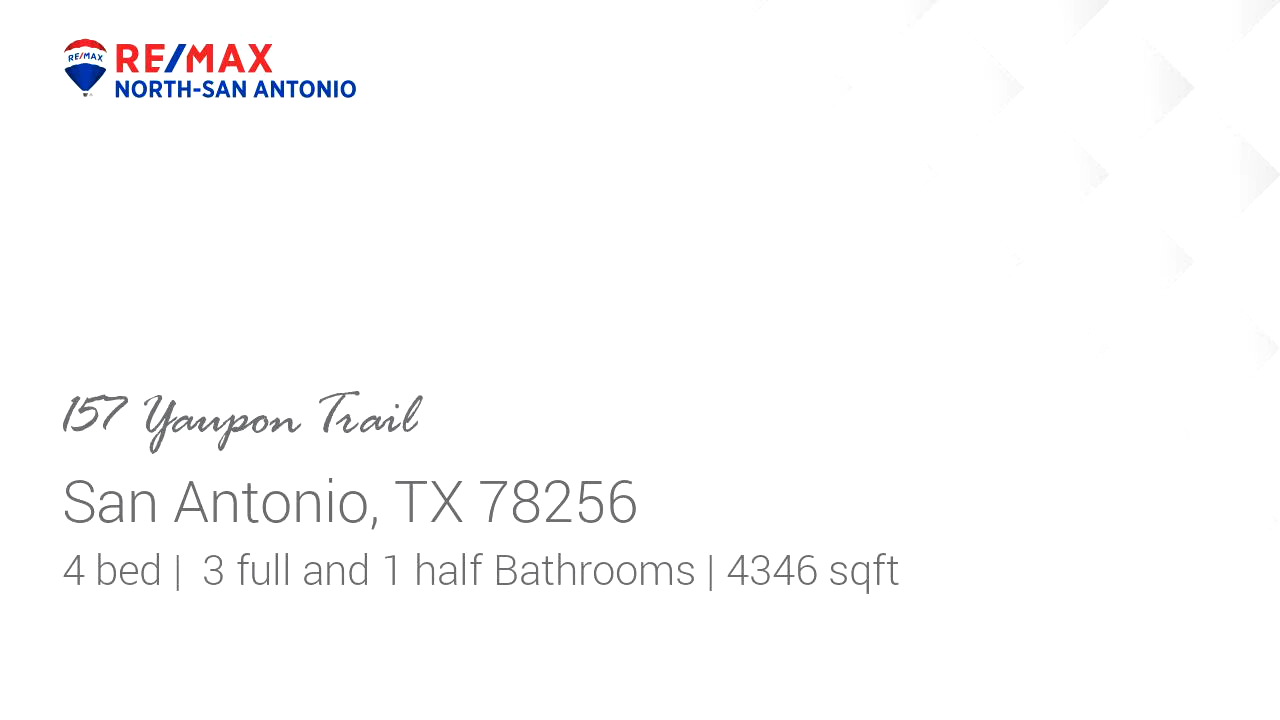 RE/MAX
RE/MAX
NORTH-SAN ANTONIO
157 Yaupon Trail
San Antonio, TX 78256
4 bed |  3 full and 1 half Bathrooms | 4346 sqft